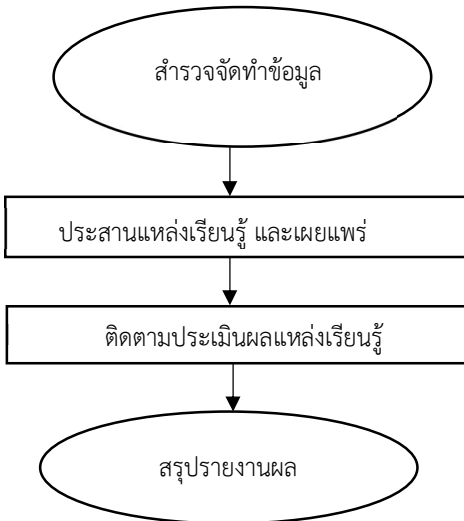 สำรวจจัดทำข้อมูล
ประสานแหล่งเรียนรู้ และเผยแพร่
ติดตามประเมินผลแหล่งเรียนรู้
สรุปรายงานผล